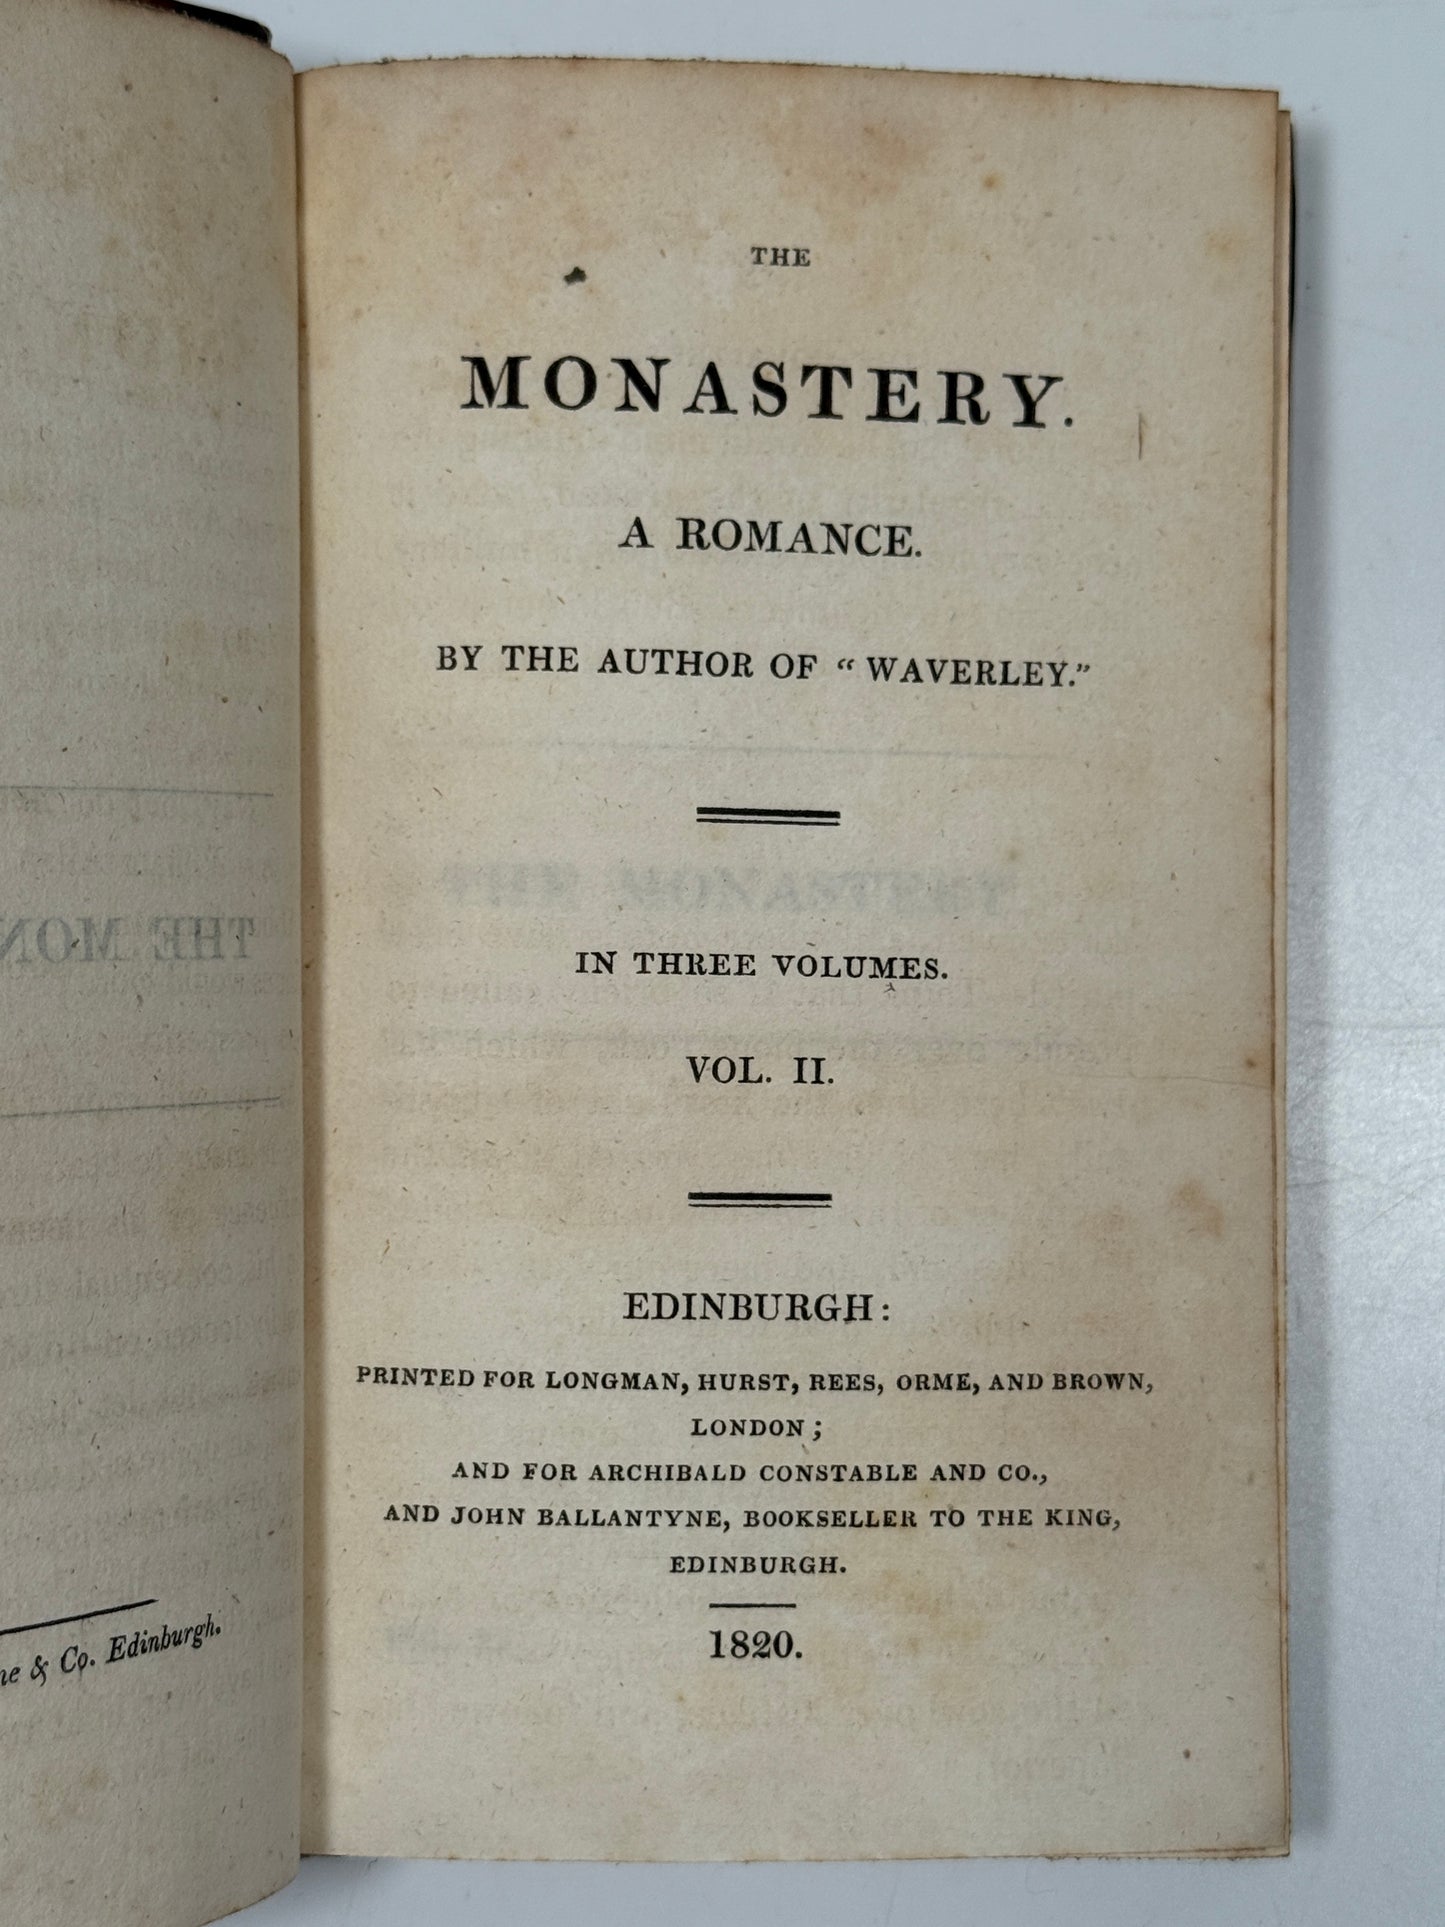 ne & Co. Edinburgh.
THE
MONASTERY.
A ROMANCE.
BY THE AUTHOR OF “WAVERLEY.”
IN THREE VOLUMES.
VOL. II.
EDINBURGH:
PRINTED FOR LONGMAN, HURST, REES, ORME, AND BROWN,
LONDON;
AND FOR ARCHIBALD CONSTABLE AND CO.,
AND JOHN BALLANTYNE, BOOKSELLER TO THE KING,
EDINBURGH.
1820.